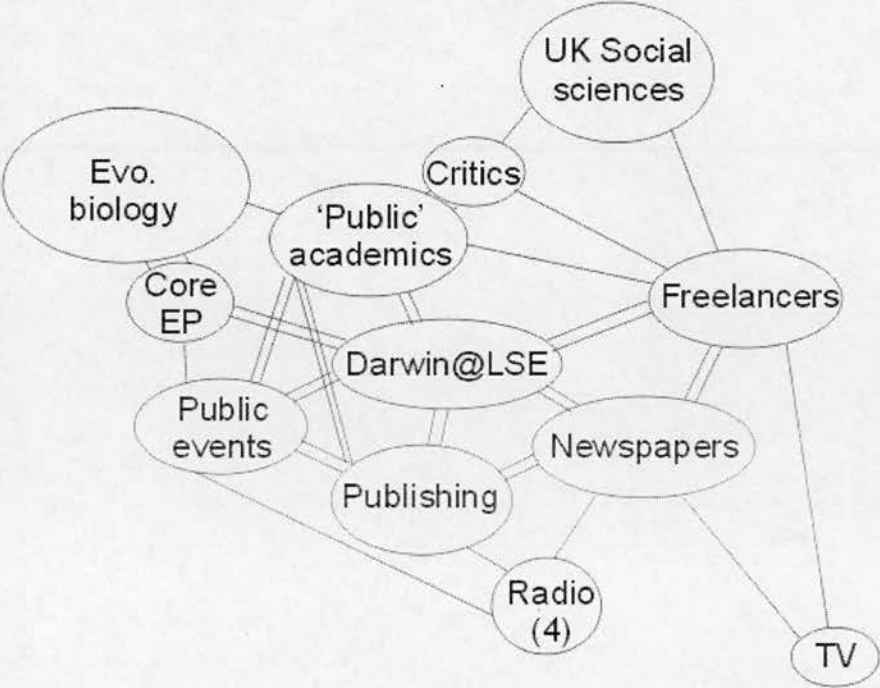 UK Social
sciences
Critics
Evo.
biology
‘Public’
academics
Core
EP
Freelancers
Darwin@LSE
Public
events
Newspapers
Publishing
Radio
(4)
TV